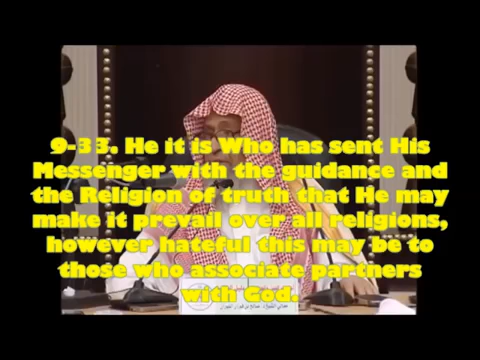 9-33. He it is Who has sent His
Messenger with the guidance and
the Religion of truth that He may
make it prevail over all religions,
however hateful this may be to
those who associate partners
with God.